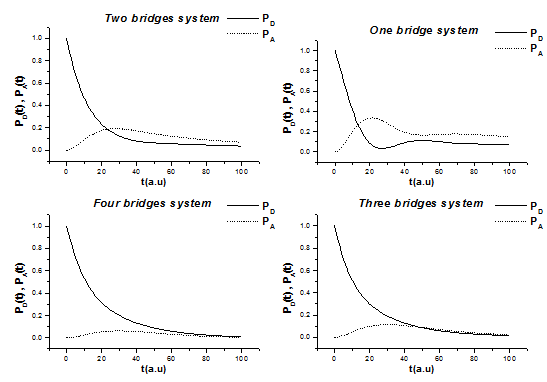 Two bridges system
P_D
P_A
1.0
0.8
0.6
0.4
0.2
0.0
P_D(t), P_A(t)
0 20 40 60 80 100
t(a.u)
One bridge system
P_D
P_A
1.0
0.8
0.6
0.4
0.2
0.0
P_D(t), P_A(t)
0 20 40 60 80 100
t(a.u)
Four bridges system
P_D
P_A
1.0
0.8
0.6
0.4
0.2
0.0
P_D(t), P_A(t)
0 20 40 60 80 100
t(a.u)
Three bridges system
P_D
P_A
1.0
0.8
0.6
0.4
0.2
0.0
P_D(t), P_A(t)
0 20 40 60 80 100
t(a.u)